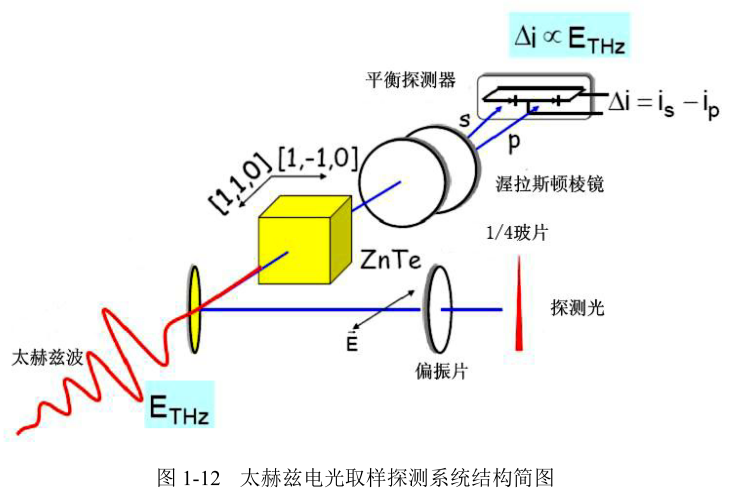 Δi ∝ E_THz
平衡探测器
Δi = i_s − i_p
s
p
[1,1,0]
[1,-1,0]
渥拉斯顿棱镜
1/4玻片
ZnTe
探测光
E⃗
太赫兹波
偏振片
E_THz
图 1-12 太赫兹电光取样探测系统结构简图